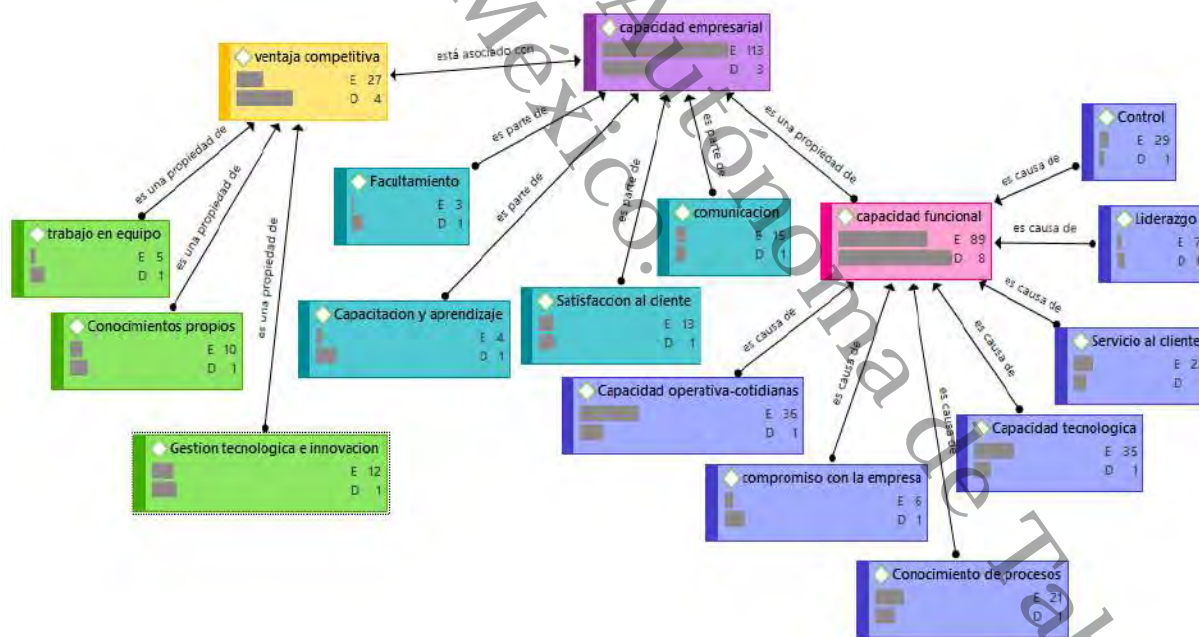 ventaja competitiva
E 27
D 4
está asociado con
capacidad empresarial
E 113
D 3
es una propiedad de
es una propiedad de
es una propiedad de
es parte de
es parte de
es parte de
es parte de
es una propiedad de
trabajo en equipo
E 5
D 1
Conocimientos propios
E 10
D 1
Gestion tecnologica e innovacion
E 12
D 1
Facultamiento
E 3
D 1
Capacitacion y aprendizaje
E 4
D 1
Satisfaccion al cliente
E 13
D 1
comunicacion
E 15
D 1
capacidad funcional
E 89
D 8
es causa de
Control
E 29
D 1
es causa de
Liderazgo
E 7
D
es causa de
Servicio al cliente
E 2
D
es causa de
Capacidad tecnologica
E 35
D 1
es causa de
Conocimiento de procesos
E 21
D 1
es causa de
compromiso con la empresa
E 6
D 1
es causa de
Capacidad operativa-cotidianas
E 36
D 1
Autónoma de
México.